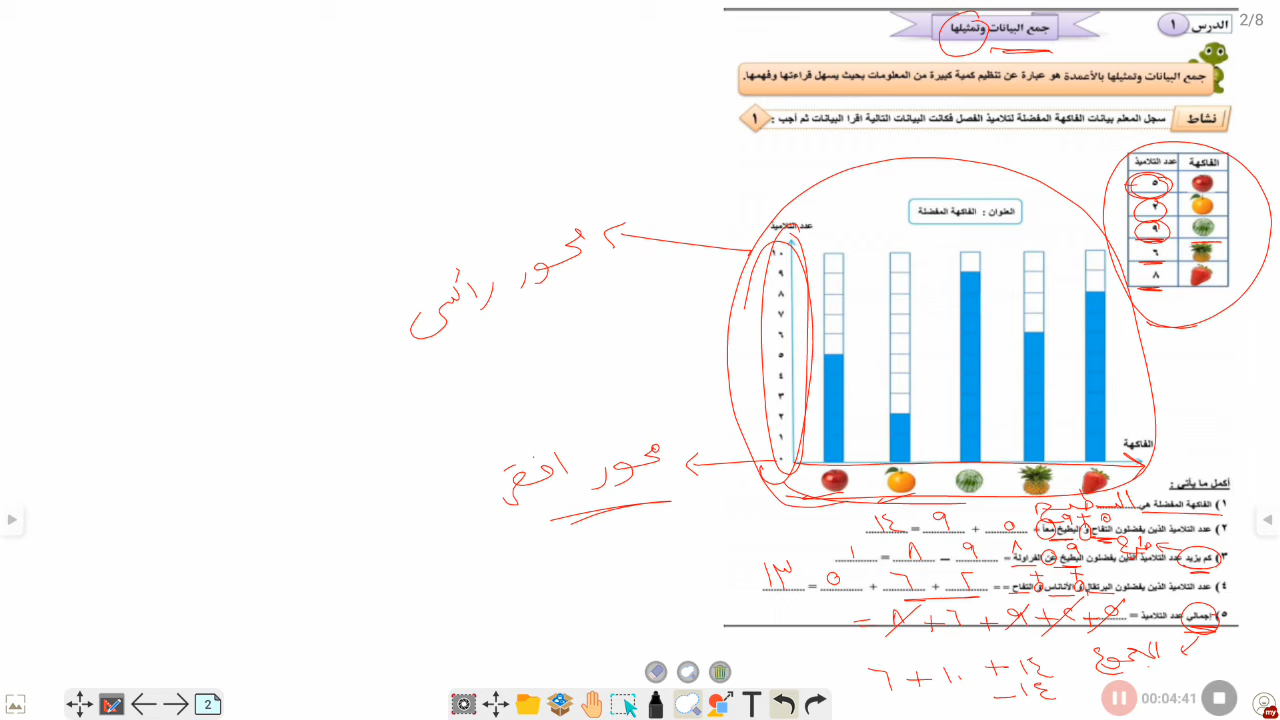 2/8
الدرس ١
جمع البيانات وتمثيلها
جمع البيانات وتمثيلها بالأعمدة هو عبارة عن تنظيم كمية كبيرة من المعلومات بحيث يسهل قراءتها وفهمها.
نشاط سجل المعلم بيانات الفاكهة المفضلة لتلاميذ الفصل فكانت البيانات التالية اقرا البيانات ثم أجب : ١
الفاكهة عدد التلاميذ
٥
٢
٩
٦
٨
العنوان : الفاكهة المفضلة
عدد التلاميذ
١٠
٩
٨
٧
٦
٥
٤
٣
٢
١
٠
الفاكهة
محور رأسى
محور افقى
أكمل ما يأتى :
١) الفاكهة المفضلة هي البطيخ
٢) عدد التلاميذ الذين يفضلون التفاح و البطيخ معاً = ٥ + ٩ = ١٤
٣) كم يزيد عدد التلاميذ الذين يفضلون البطيخ عن الفراولة = ٩ – ٨ = ١
طرح
٤) عدد التلاميذ الذين يفضلون البرتقال و الأناناس و التفاح = ٢ + ٦ + ٥ = ١٣
٥) إجمالي عدد التلاميذ = ٥ + ٢ + ٩ + ٦ + ٨ =
الجموع
١٤ + ١٠ + ٦
١٤ –
00:04:41
my
2
T